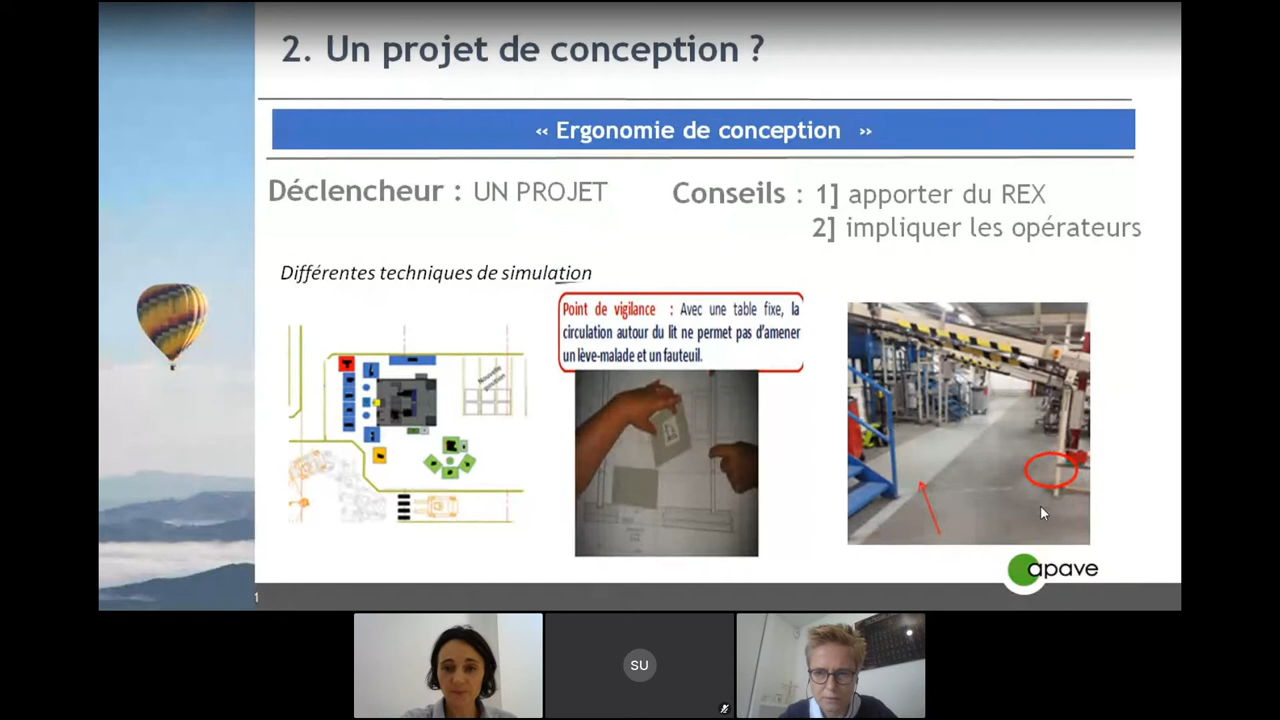 2. Un projet de conception ?
« Ergonomie de conception »
Déclencheur : UN PROJET
Conseils : 1] apporter du REX
2] impliquer les opérateurs
Différentes techniques de simulation
Point de vigilance : Avec une table fixe, la
circulation autour du lit ne permet pas d'amener
un lève-malade et un fauteuil.
Nouvelle
apave
1
SU